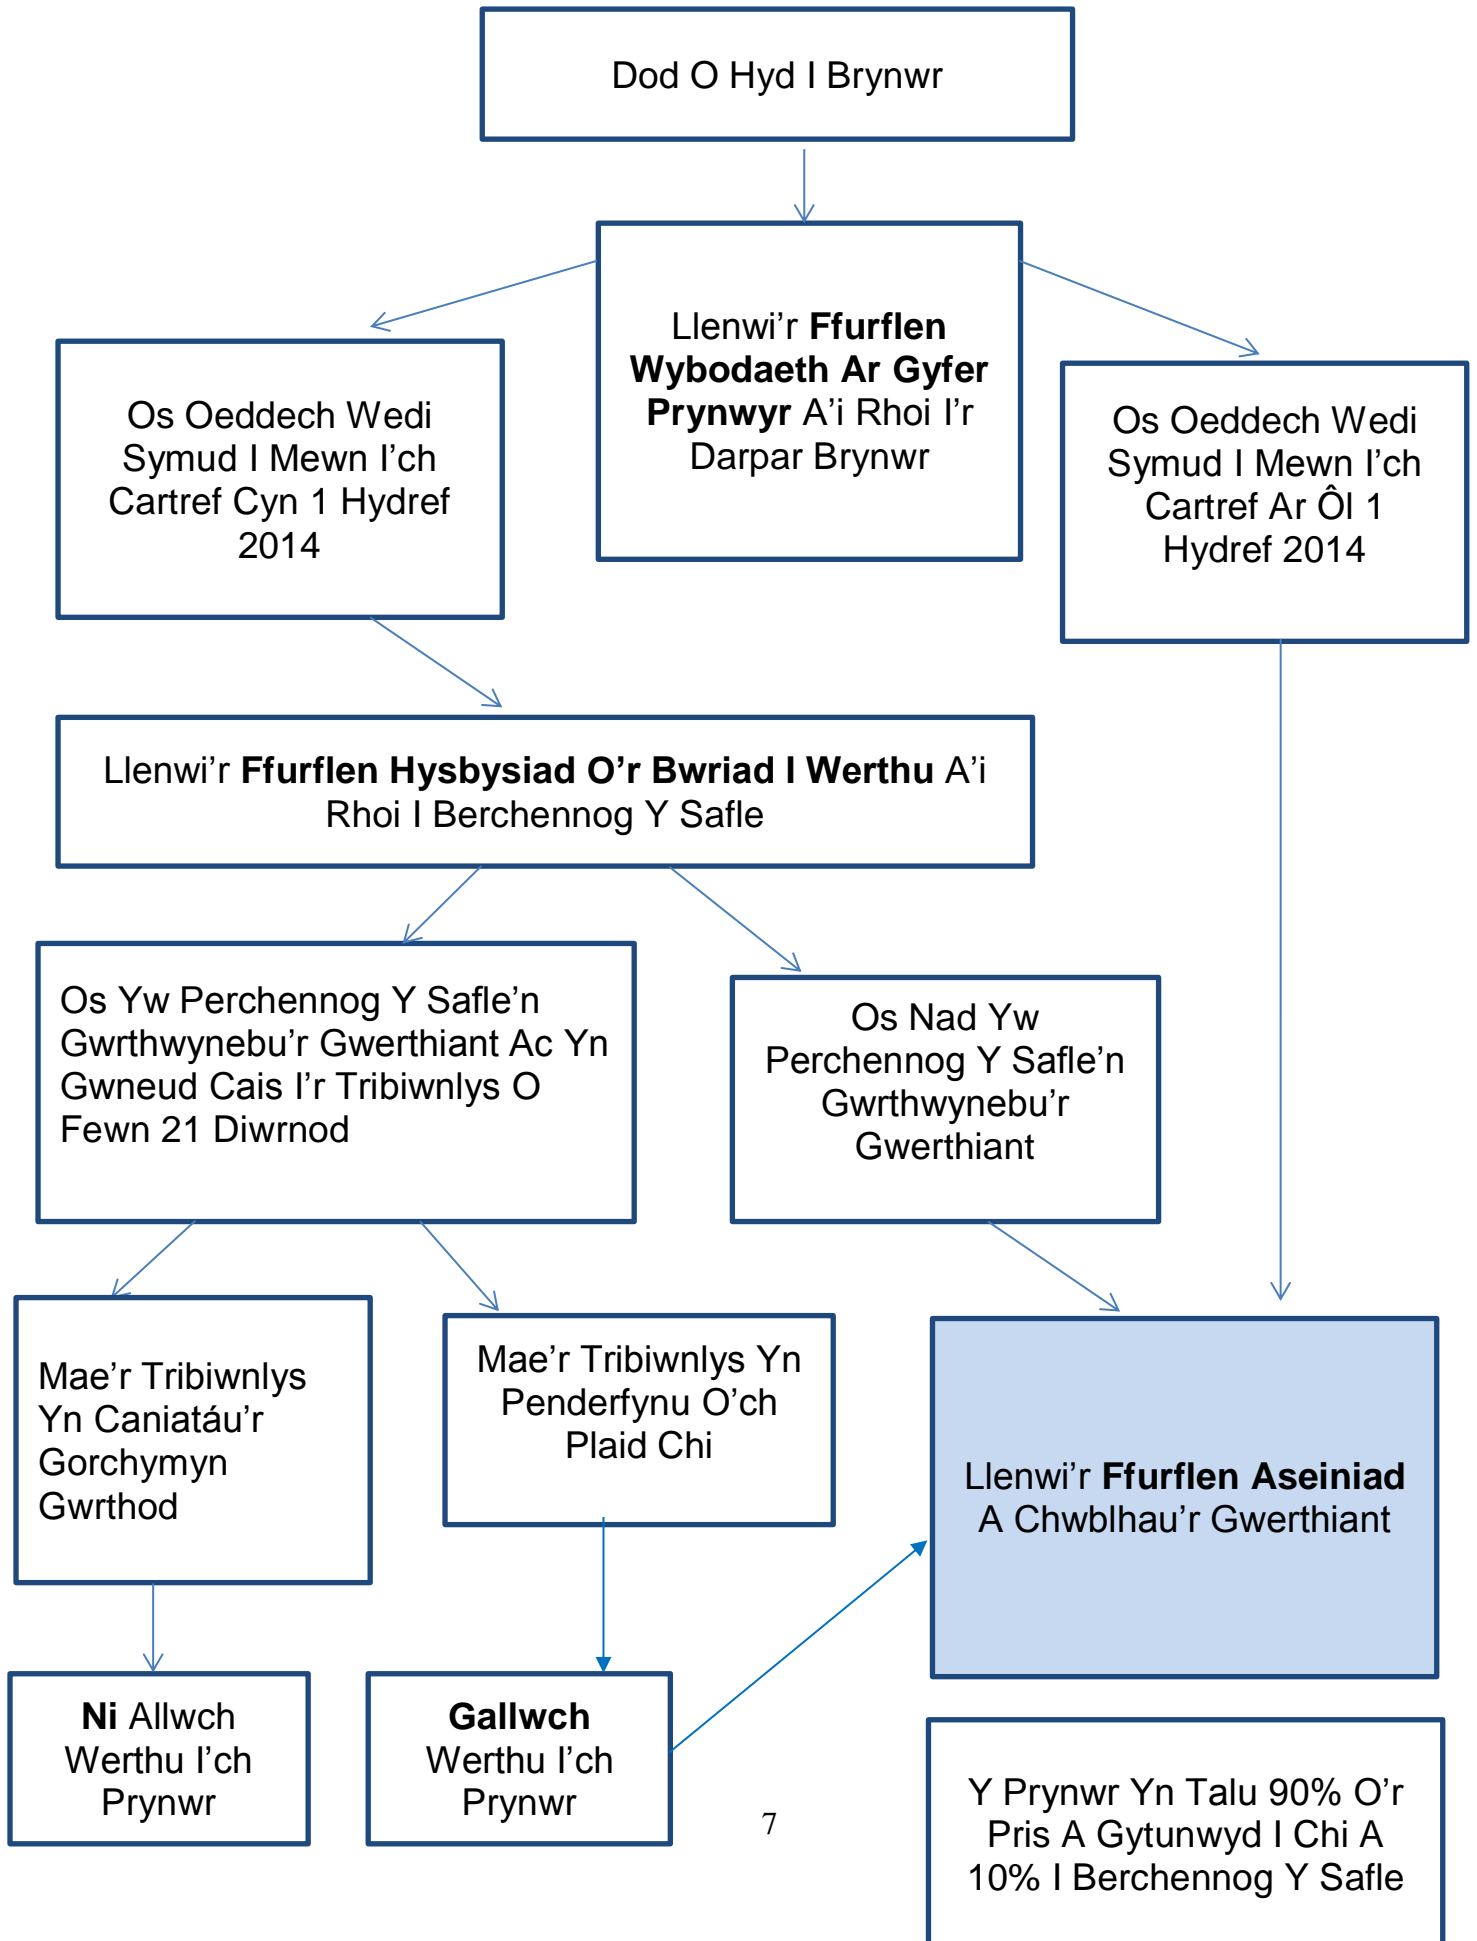 Dod O Hyd I Brynwr
Llenwi’r Ffurflen
Wybodaeth Ar Gyfer
Prynwyr A’i Rhoi I’r
Darpar Brynwr
Os Oeddech Wedi
Symud I Mewn I’ch
Cartref Cyn 1 Hydref
2014
Os Oeddech Wedi
Symud I Mewn I’ch
Cartref Ar Ôl 1
Hydref 2014
Llenwi’r Ffurflen Hysbysiad O’r Bwriad I Werthu A’i
Rhoi I Berchennog Y Safle
Os Yw Perchennog Y Safle’n
Gwrthwynebu’r Gwerthiant Ac Yn
Gwneud Cais I’r Tribiwnlys O
Fewn 21 Diwrnod
Os Nad Yw
Perchennog Y Safle’n
Gwrthwynebu’r
Gwerthiant
Mae’r Tribiwnlys
Yn Caniatáu’r
Gorchymyn
Gwrthod
Mae’r Tribiwnlys Yn
Penderfynu O’ch
Plaid Chi
Llenwi’r Ffurflen Aseiniad
A Chwblhau’r Gwerthiant
Ni Allwch
Werthu I’ch
Prynwr
Gallwch
Werthu I’ch
Prynwr
Y Prynwr Yn Talu 90% O’r
Pris A Gytunwyd I Chi A
10% I Berchennog Y Safle
7